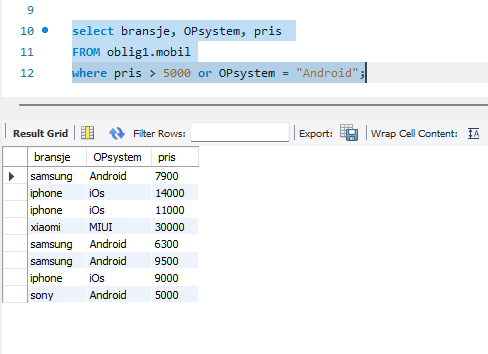 9
10 select bransje, OPsystem, pris
11 FROM oblig1.mobil
12 where pris > 5000 or OPsystem = "Android";
Result Grid Filter Rows: Export: Wrap Cell Content: IA
bransje OPsystem pris
samsung Android 7900
iphone iOs 14000
iphone iOs 11000
xiaomi MIUI 30000
samsung Android 6300
samsung Android 9500
iphone iOs 9000
sony Android 5000